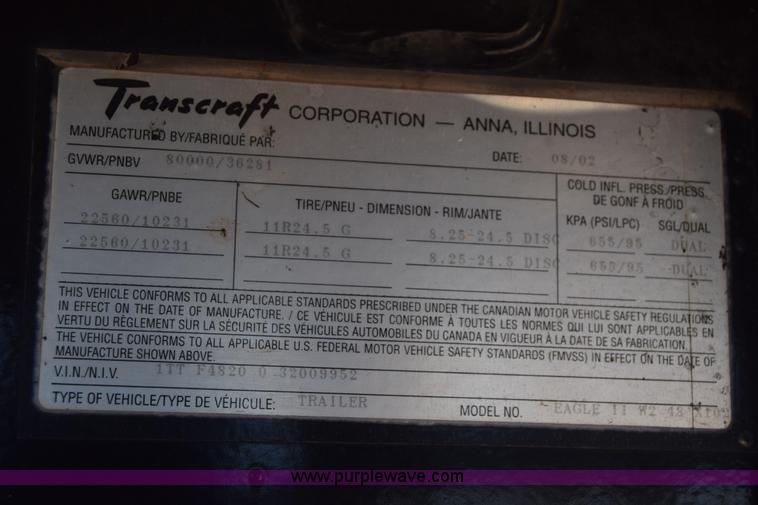 Transcraft CORPORATION — ANNA, ILLINOIS
MANUFACTURED BY/FABRIQUÉ PAR:
GVWR/PNBV 80000/36281 DATE: 08/02
GAWR/PNBE TIRE/PNEU - DIMENSION - RIM/JANTE COLD INFL. PRESS./PRESS. DE GONF À FROID
KPA (PSI/LPC) SGL/DUAL
22560/10231 11R24.5 G 8.25-24.5 DISC 655/95 DUAL
22560/10231 11R24.5 G 8.25-24.5 DISC 655/95 DUAL
THIS VEHICLE CONFORMS TO ALL APPLICABLE STANDARDS PRESCRIBED UNDER THE CANADIAN MOTOR VEHICLE SAFETY REGULATIONS
IN EFFECT ON THE DATE OF MANUFACTURE. / CE VÉHICULE EST CONFORME À TOUTES LES NORMES QUI LUI SONT APPLICABLES EN
VERTU DU RÈGLEMENT SUR LA SÉCURITÉ DES VÉHICULES AUTOMOBILES DU CANADA EN VIGUEUR À LA DATE DE SA FABRICATION.
THE VEHICLE CONFORMS TO ALL APPLICABLE U.S. FEDERAL MOTOR VEHICLE SAFETY STANDARDS (FMVSS) IN EFFECT ON THE DATE OF
MANUFACTURE SHOWN ABOVE.
V.I.N./N.I.V. 1TT F4820 0 32009952
TYPE OF VEHICLE/TYPE DE VÉHICULE: TRAILER MODEL NO. EAGLE II W2 48'X10
www.purplewave.com